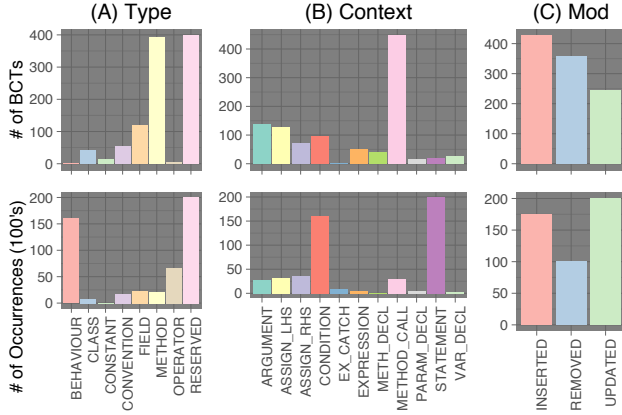 (A) Type
(B) Context
(C) Mod
# of BCTs
400
300
200
100
0
400
300
200
100
0
400
300
200
100
0
# of Occurrences (100's)
200
150
100
50
0
200
150
100
50
0
200
150
100
50
0
BEHAVIOUR
CLASS
CONSTANT
CONVENTION
FIELD
METHOD
OPERATOR
RESERVED
ARGUMENT
ASSIGN_LHS
ASSIGN_RHS
CONDITION
EX_CATCH
EXPRESSION
METH_DECL
METHOD_CALL
PARAM_DECL
STATEMENT
VAR_DECL
INSERTED
REMOVED
UPDATED